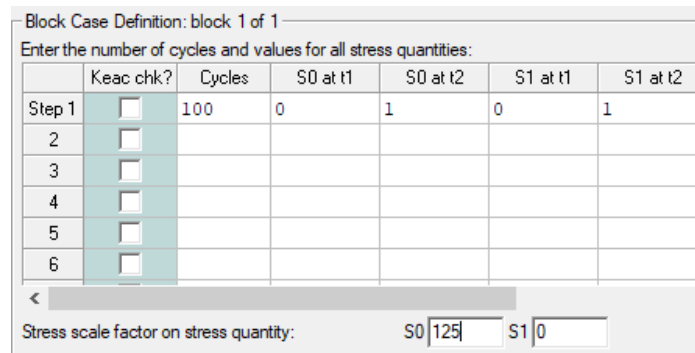 Block Case Definition: block 1 of 1
Enter the number of cycles and values for all stress quantities:
Keac chk? Cycles S0 at t1 S0 at t2 S1 at t1 S1 at t2
Step 1 100 0 1 0 1
2
3
4
5
6
Stress scale factor on stress quantity: S0 125 S1 0